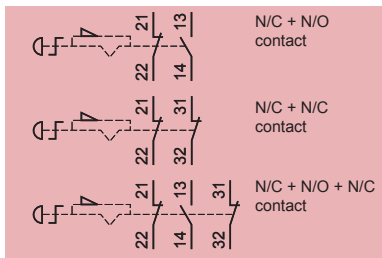 21 13 N/C + N/O
contact
22 14
21 31 N/C + N/C
contact
22 32
21 13 31 N/C + N/O + N/C
contact
22 14 32